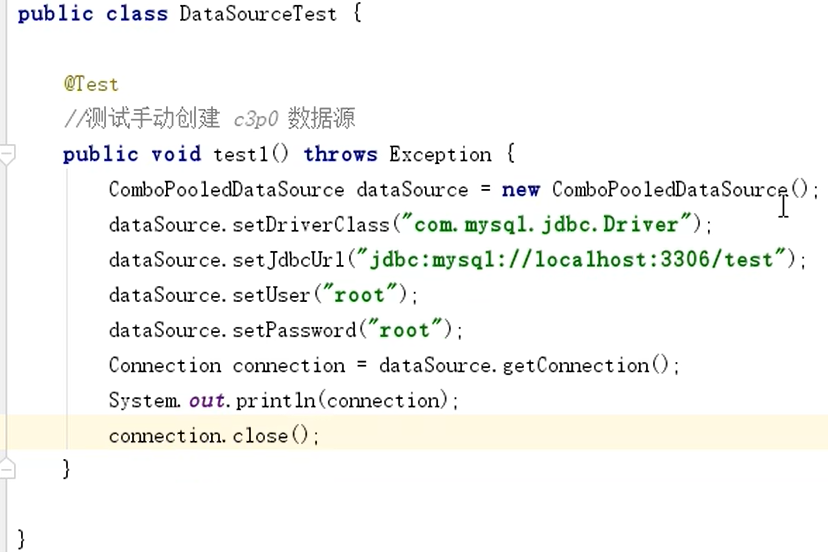 public class DataSourceTest {
@Test
//测试手动创建 c3p0 数据源
public void test1() throws Exception {
ComboPooledDataSource dataSource = new ComboPooledDataSource();
dataSource.setDriverClass("com.mysql.jdbc.Driver");
dataSource.setJdbcUrl("jdbc:mysql://localhost:3306/test");
dataSource.setUser("root");
dataSource.setPassword("root");
Connection connection = dataSource.getConnection();
System.out.println(connection);
connection.close();
}
}